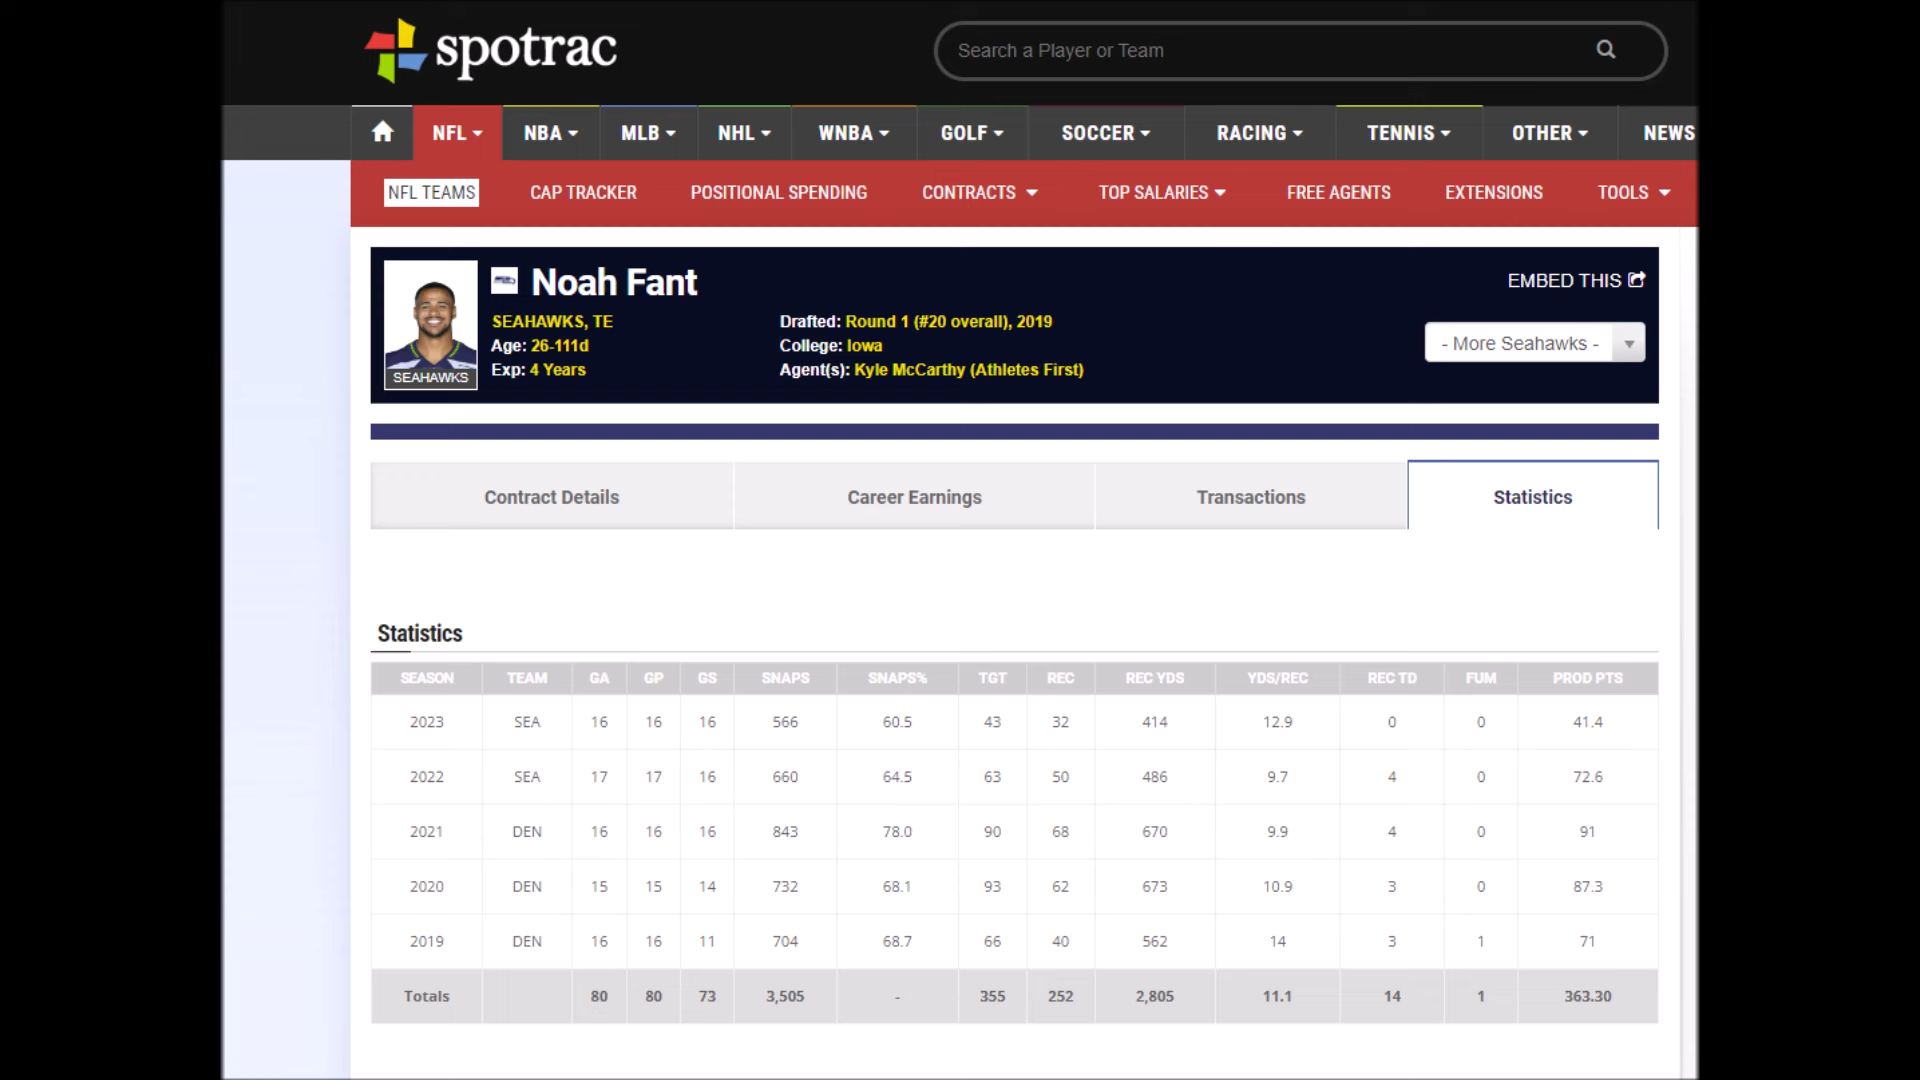 spotrac
Search a Player or Team
NFL NBA MLB NHL WNBA GOLF SOCCER RACING TENNIS OTHER NEWS
NFL TEAMS CAP TRACKER POSITIONAL SPENDING CONTRACTS TOP SALARIES FREE AGENTS EXTENSIONS TOOLS
Noah Fant
EMBED THIS
SEAHAWKS, TE
Drafted: Round 1 (#20 overall), 2019
Age: 26-111d
College: Iowa
- More Seahawks -
Exp: 4 Years
Agent(s): Kyle McCarthy (Athletes First)
SEAHAWKS
Contract Details Career Earnings Transactions Statistics
Statistics
SEASON TEAM GA GP GS SNAPS SNAPS% TGT REC REC YDS YDS/REC REC TD FUM PROD PTS
2023 SEA 16 16 16 566 60.5 43 32 414 12.9 0 0 41.4
2022 SEA 17 17 16 660 64.5 63 50 486 9.7 4 0 72.6
2021 DEN 16 16 16 843 78.0 90 68 670 9.9 4 0 91
2020 DEN 15 15 14 732 68.1 93 62 673 10.9 3 0 87.3
2019 DEN 16 16 11 704 68.7 66 40 562 14 3 1 71
Totals 80 80 73 3,505 - 355 252 2,805 11.1 14 1 363.30